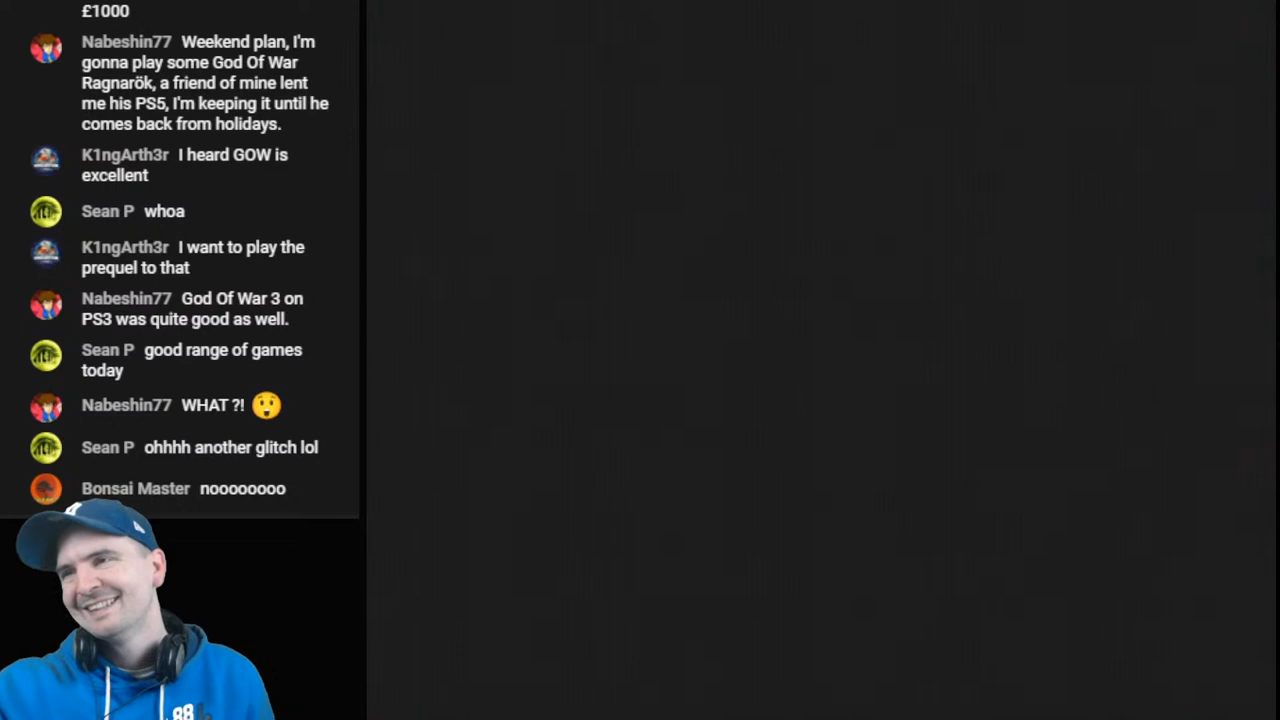 £1000
Nabeshin77 Weekend plan, I'm
gonna play some God Of War
Ragnarök, a friend of mine lent
me his PS5, I'm keeping it until he
comes back from holidays.
K1ngArth3r I heard GOW is
excellent
Sean P whoa
K1ngArth3r I want to play the
prequel to that
Nabeshin77 God Of War 3 on
PS3 was quite good as well.
Sean P good range of games
today
Nabeshin77 WHAT ?! 😲
Sean P ohhhh another glitch lol
Bonsai Master noooooooo
88